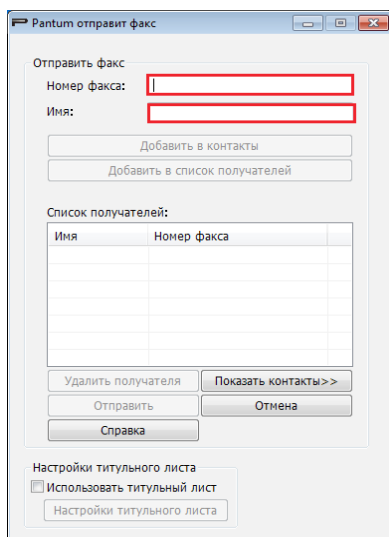 Pantum отправит факс
Отправить факс
Номер факса:
Имя:
Добавить в контакты
Добавить в список получателей
Список получателей:
Имя Номер факса
Удалить получателя Показать контакты>>
Отправить Отмена
Справка
Настройки титульного листа
Использовать титульный лист
Настройки титульного листа